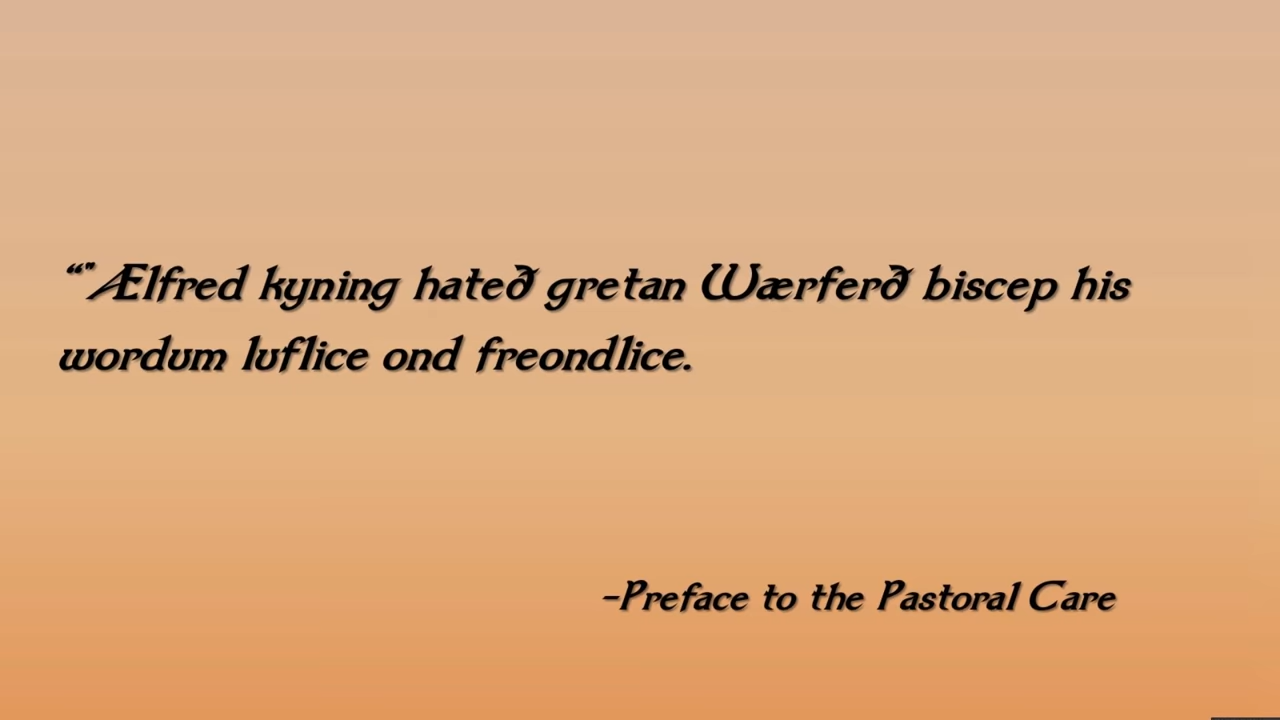 “"Ælfred kyning hateð gretan Wærferð biscep his
wordum luflice ond freondlice.
-Preface to the Pastoral Care